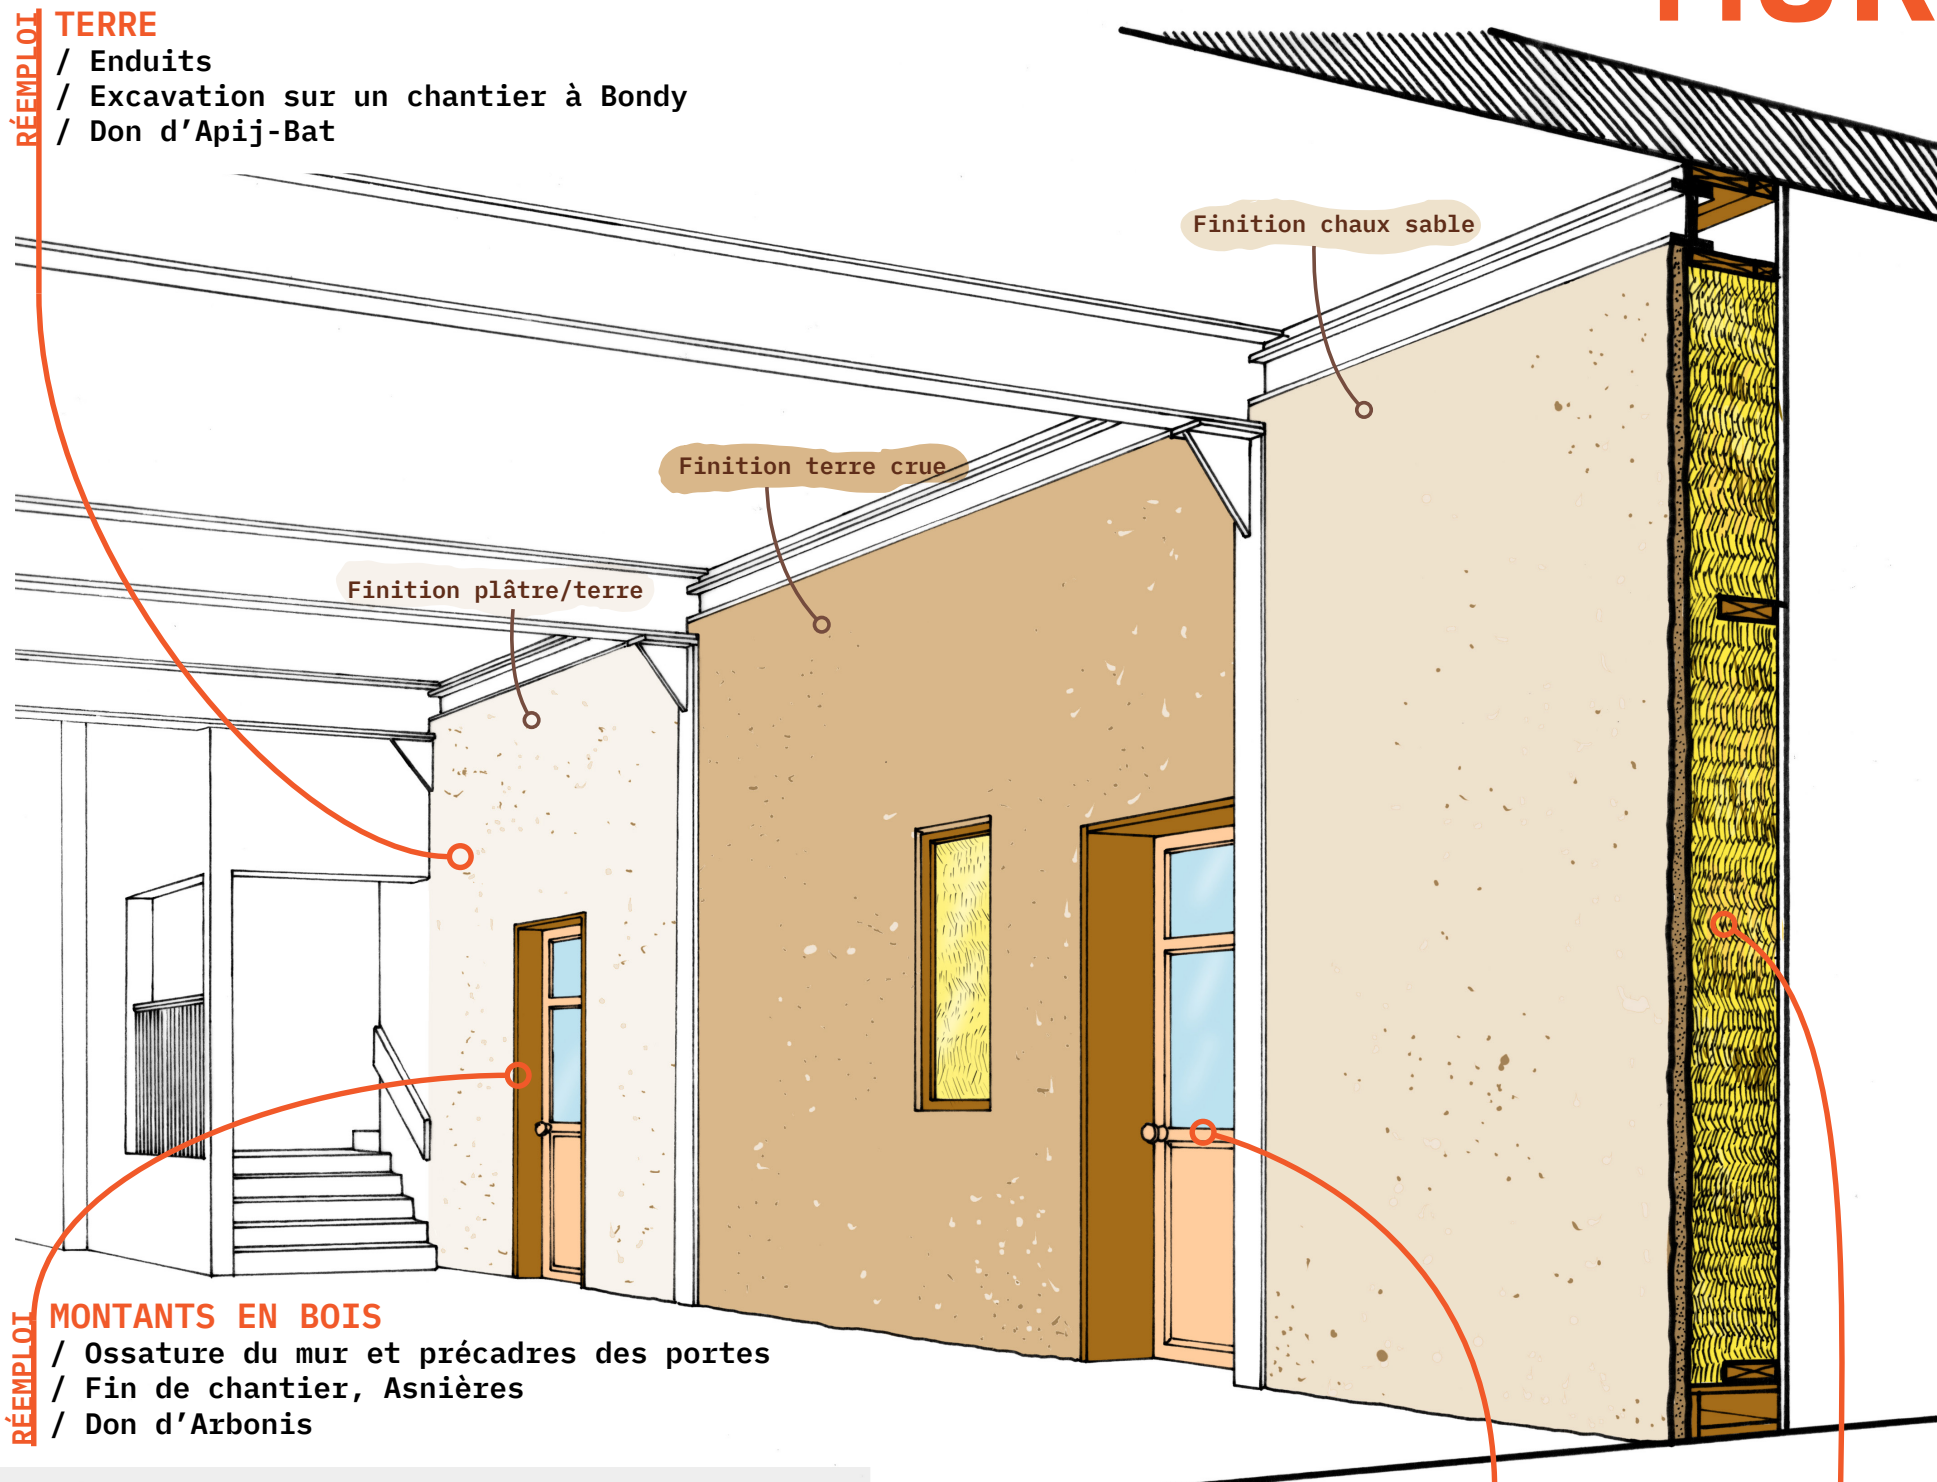 RÉEMPLOI
TERRE
/ Enduits
/ Excavation sur un chantier à Bondy
/ Don d’Apij-Bat
Finition chaux sable
Finition terre crue
Finition plâtre/terre
RÉEMPLOI
MONTANTS EN BOIS
/ Ossature du mur et précadres des portes
/ Fin de chantier, Asnières
/ Don d’Arbonis